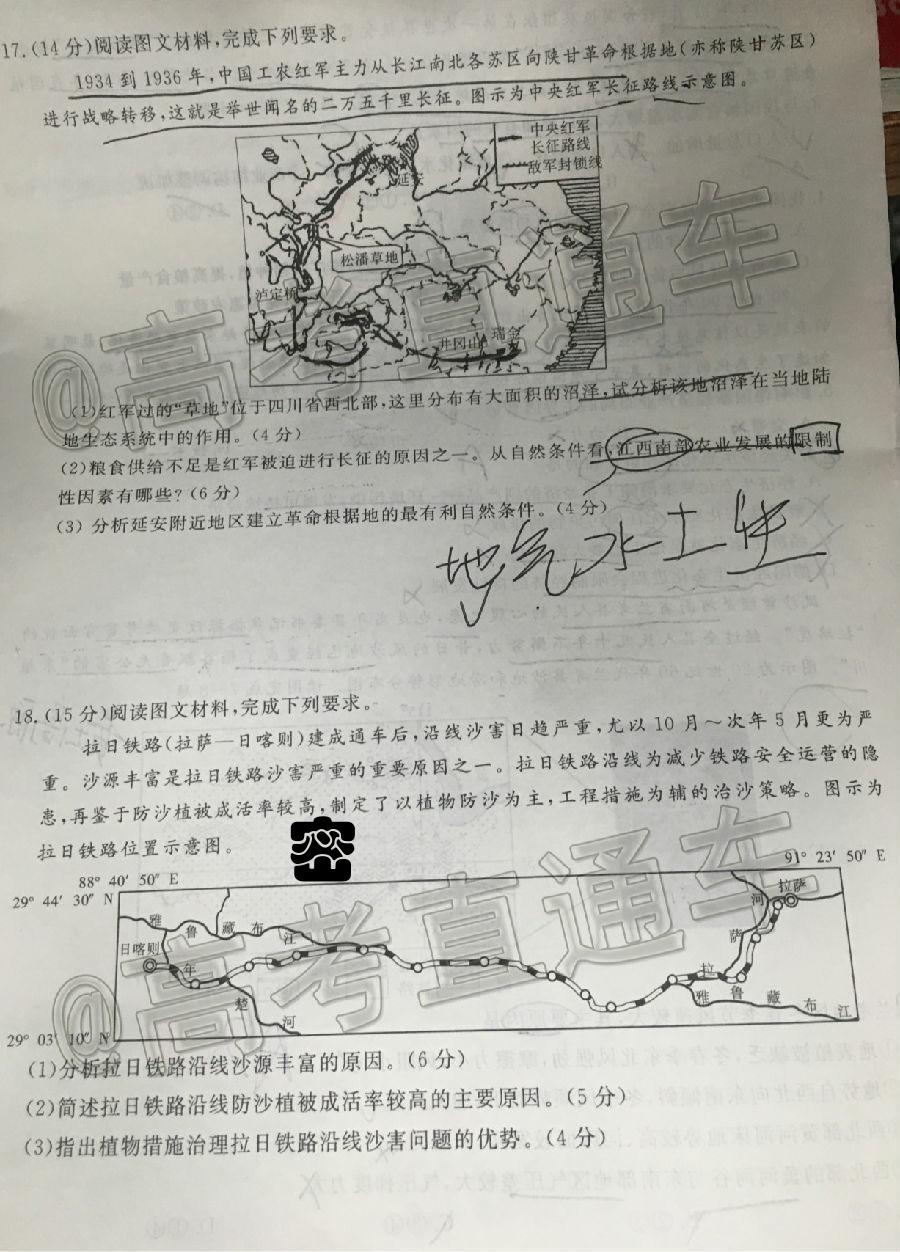 17.(14分)阅读图文材料,完成下列要求。
1934到1936年,中国工农红军主力从长江南北各苏区向陕甘革命根据地(亦称陕甘苏区)
进行战略转移,这就是举世闻名的二万五千里长征。图示为中央红军长征路线示意图。
中央红军
长征路线
敌军封锁线
延安
松潘草地
泸定桥
井冈山
瑞金
(1)红军过的“草地”位于四川省西北部,这里分布有大面积的沼泽,试分析该地沼泽在当地陆
地生态系统中的作用。(4分)
(2)粮食供给不足是红军被迫进行长征的原因之一。从自然条件看,江西南部农业发展的限制
性因素有哪些?(6分)
(3)分析延安附近地区建立革命根据地的最有利自然条件。(4分)
地气水土生
18.(15分)阅读图文材料,完成下列要求。
拉日铁路(拉萨—日喀则)建成通车后,沿线沙害日趋严重,尤以10月~次年5月更为严
重。沙源丰富是拉日铁路沙害严重的重要原因之一。拉日铁路沿线为减少铁路安全运营的隐
患,再鉴于防沙植被成活率较高,制定了以植物防沙为主,工程措施为辅的治沙策略。图示为
拉日铁路位置示意图。
88° 40′ 50″ E
91° 23′ 50″ E
29° 44′ 30″ N
拉萨
雅鲁藏布江
河
日喀则
萨
年
拉
楚
雅鲁藏布江
河
29° 03′ 10″ N
(1)分析拉日铁路沿线沙源丰富的原因。(6分)
(2)简述拉日铁路沿线防沙植被成活率较高的主要原因。(5分)
(3)指出植物措施治理拉日铁路沿线沙害问题的优势。(4分)
@高考直通车
@高考直通车